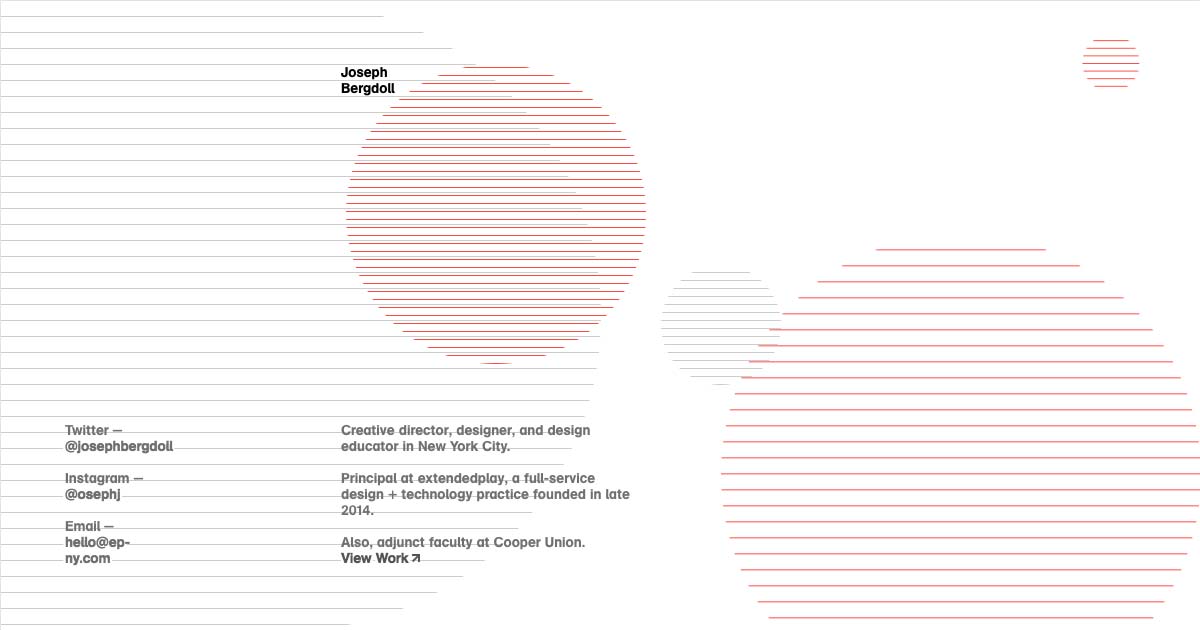 Joseph
Bergdoll
Twitter —
@josephbergdoll
Instagram —
@osephj
Email —
hello@ep-
ny.com
Creative director, designer, and design
educator in New York City.
Principal at extendedplay, a full-service
design + technology practice founded in late
2014.
Also, adjunct faculty at Cooper Union.
View Work↗